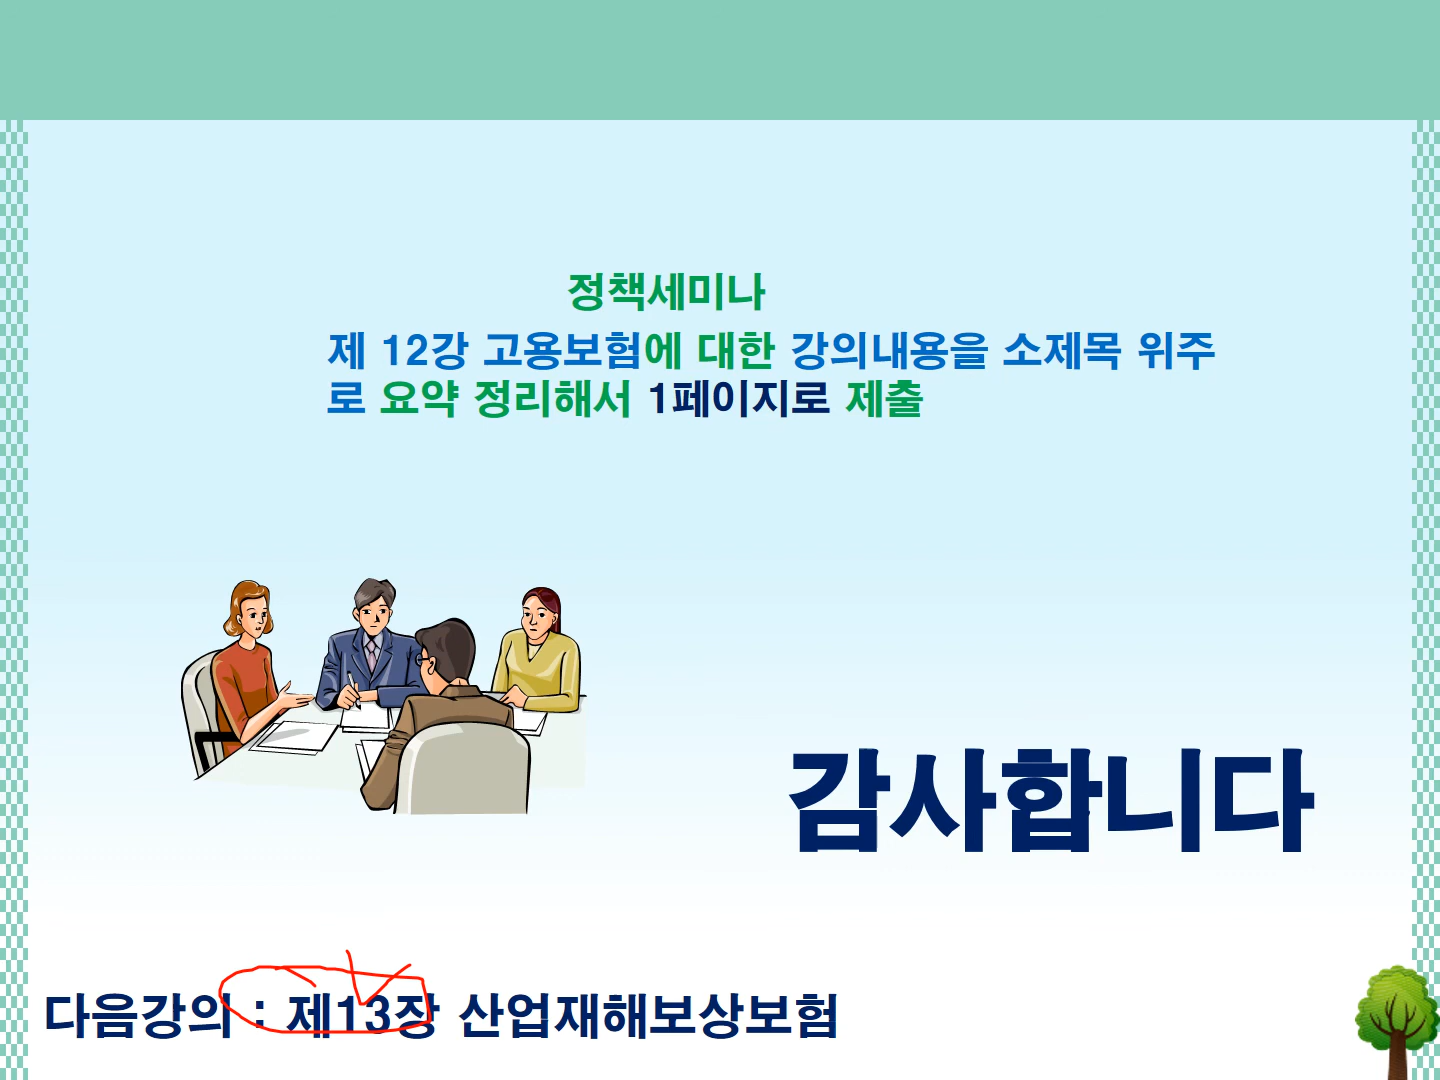 정책세미나
제 12강 고용보험에 대한 강의내용을 소제목 위주
로 요약 정리해서 1페이지로 제출
감사합니다
다음강의 : 제13장 산업재해보상보험